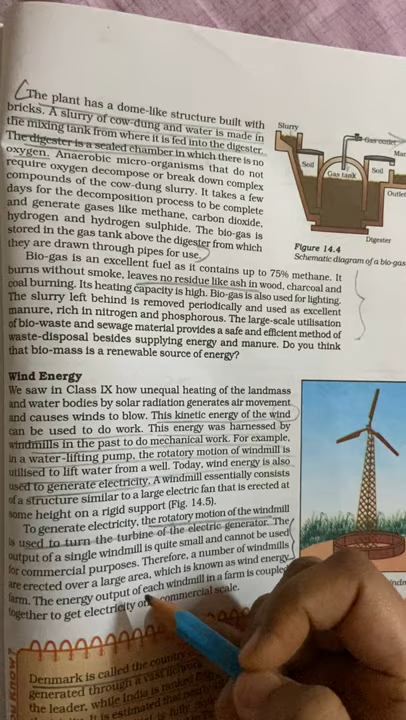 The plant has a dome-like structure built with
bricks. A slurry of cow-dung and water is made in
the mixing tank from where it is fed into the digester.
The digester is a sealed chamber in which there is no
oxygen. Anaerobic micro-organisms that do not
require oxygen decompose or break down complex
compounds of the cow-dung slurry. It takes a few
days for the decomposition process to be complete
and generate gases like methane, carbon dioxide,
hydrogen and hydrogen sulphide. The bio-gas is
stored in the gas tank above the digester from which
they are drawn through pipes for use.
Slurry
Gas outlet
Soil
Gas tank
Soil
Outlet
Digester
Figure 14.4
Schematic diagram of a bio-gas
Bio-gas is an excellent fuel as it contains up to 75% methane. It
burns without smoke, leaves no residue like ash in wood, charcoal and
coal burning. Its heating capacity is high. Bio-gas is also used for lighting.
The slurry left behind is removed periodically and used as excellent
manure, rich in nitrogen and phosphorous. The large-scale utilisation
of bio-waste and sewage material provides a safe and efficient method of
waste-disposal besides supplying energy and manure. Do you think
that bio-mass is a renewable source of energy?
Wind Energy
We saw in Class IX how unequal heating of the landmass
and water bodies by solar radiation generates air movement
and causes winds to blow. This kinetic energy of the wind
can be used to do work. This energy was harnessed by
windmills in the past to do mechanical work. For example,
in a water-lifting pump, the rotatory motion of windmill is
utilised to lift water from a well. Today, wind energy is also
used to generate electricity. A windmill essentially consists
of a structure similar to a large electric fan that is erected at
some height on a rigid support (Fig. 14.5).
To generate electricity, the rotatory motion of the windmill
is used to turn the turbine of the electric generator. The
output of a single windmill is quite small and cannot be used
for commercial purposes. Therefore, a number of windmills
are erected over a large area, which is known as wind energy
farm. The energy output of each windmill in a farm is coupled
together to get electricity on commercial scale.
Denmark is called the country
generated through a vast
the leader, while India is ranked
It is estimated that